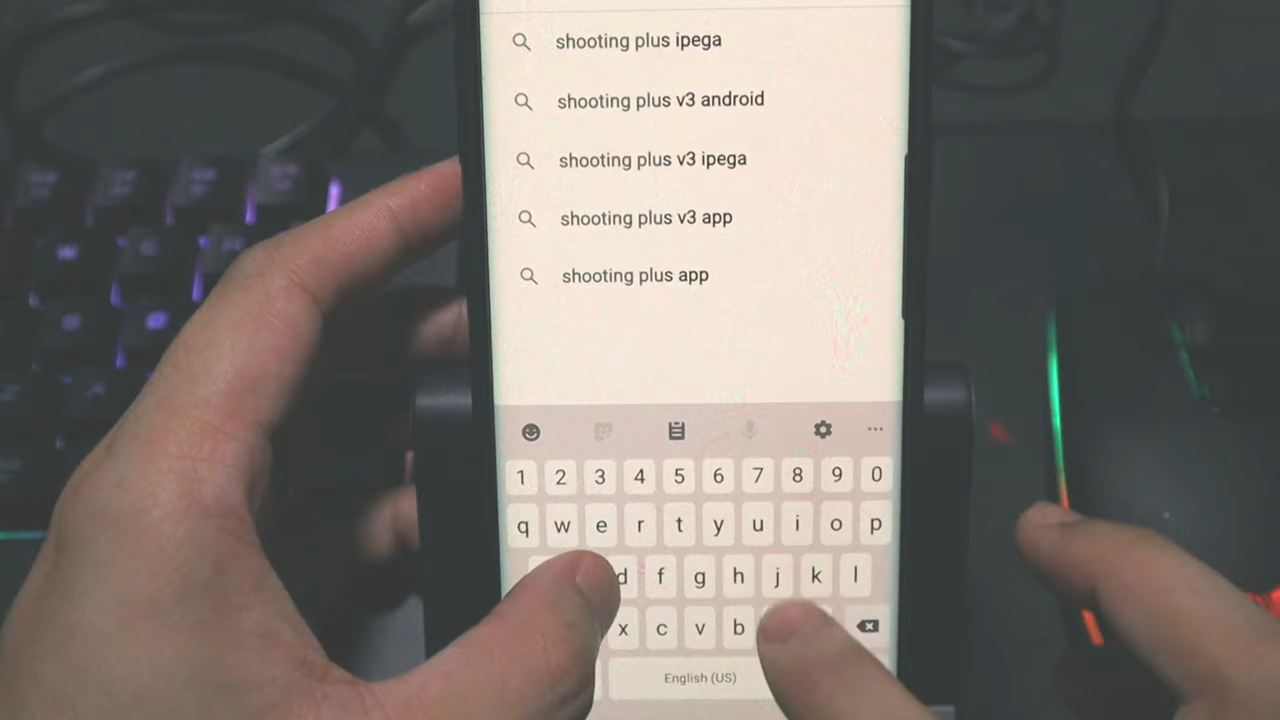 shooting plus ipega
shooting plus v3 android
shooting plus v3 ipega
shooting plus v3 app
shooting plus app
1 2 3 4 5 6 7 8 9 0
q w e r t y u i o p
d f g h j k l
x c v b
English (US)